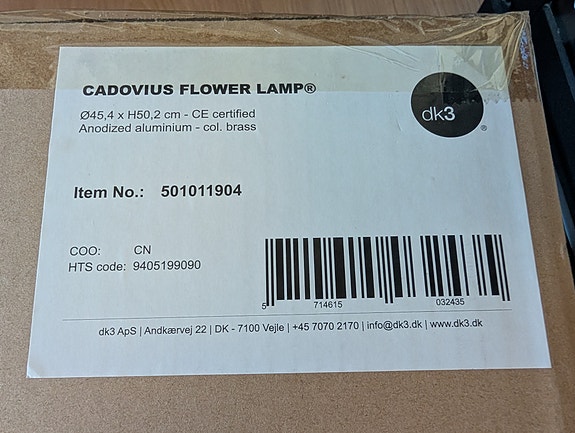 CADOVIUS FLOWER LAMP®
dk3®
Ø45,4 x H50,2 cm - CE certified
Anodized aluminium - col. brass
Item No.: 501011904
COO: CN
HTS code: 9405199090
5 714615 032435
dk3 ApS | Andkærvej 22 | DK - 7100 Vejle | +45 7070 2170 | info@dk3.dk | www.dk3.dk